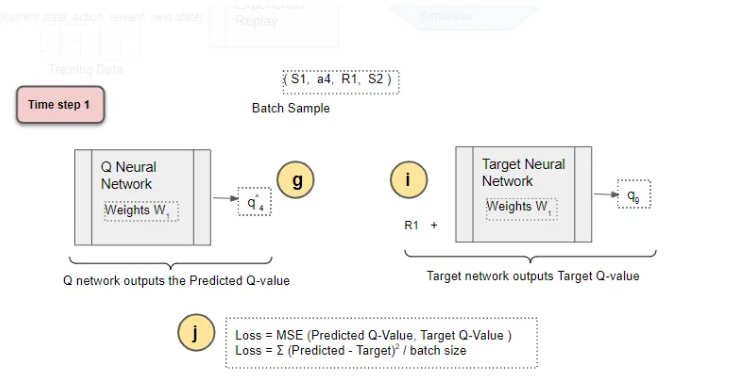 (current state, action, reward, next state)
Experience
Replay
Simulator
Training Data
( S1, a4, R1, S2 )
Time step 1
Batch Sample
Q Neural
Network
Weights W1
q̂4
g
i
Target Neural
Network
Weights W1
q9
R1 +
Q network outputs the Predicted Q-value
Target network outputs Target Q-value
j
Loss = MSE (Predicted Q-Value, Target Q-Value )
Loss = Σ (Predicted - Target)² / batch size